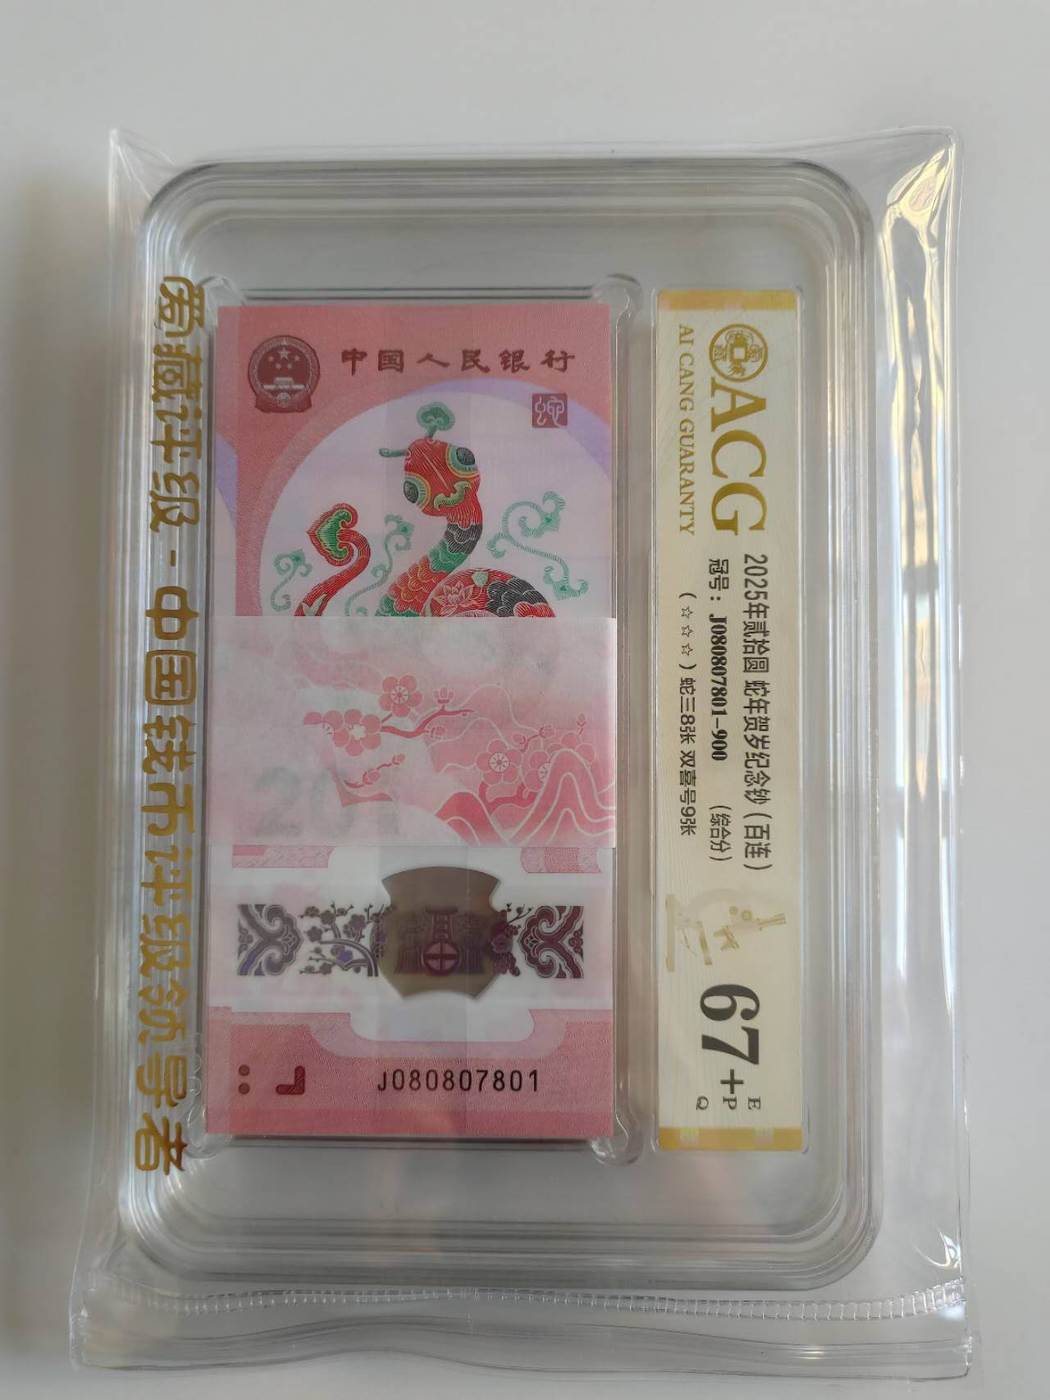 爱藏评级-中国钱币评级领导者
中国人民银行
蛇
20
J080807801
ACG
AI CANG GUARANTY
2025年贰拾圆 蛇年贺岁纪念钞（百连）
冠号：J080807801-900 （综合分）
（☆☆☆）蛇三8张 双喜号9张
67+
E
P
Q